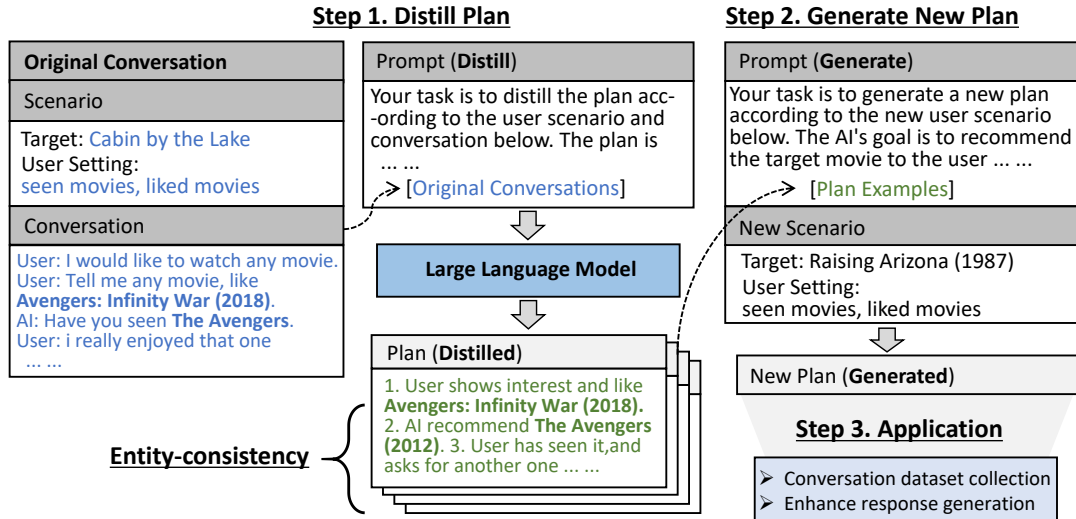 Step 1. Distill Plan
Original Conversation
Scenario
Target: Cabin by the Lake
User Setting:
seen movies, liked movies
Conversation
User: I would like to watch any movie.
User: Tell me any movie, like
Avengers: Infinity War (2018).
AI: Have you seen The Avengers.
User: i really enjoyed that one
... ...
Prompt (Distill)
Your task is to distill the plan acc-
-ording to the user scenario and
conversation below. The plan is
... ...
[Original Conversations]
Large Language Model
Plan (Distilled)
1. User shows interest and like
Avengers: Infinity War (2018).
2. AI recommend The Avengers
(2012). 3. User has seen it,and
asks for another one ... ...
Entity-consistency
Step 2. Generate New Plan
Prompt (Generate)
Your task is to generate a new plan
according to the new user scenario
below. The AI's goal is to recommend
the target movie to the user ... ...
[Plan Examples]
New Scenario
Target: Raising Arizona (1987)
User Setting:
seen movies, liked movies
New Plan (Generated)
Step 3. Application
➢ Conversation dataset collection
➢ Enhance response generation